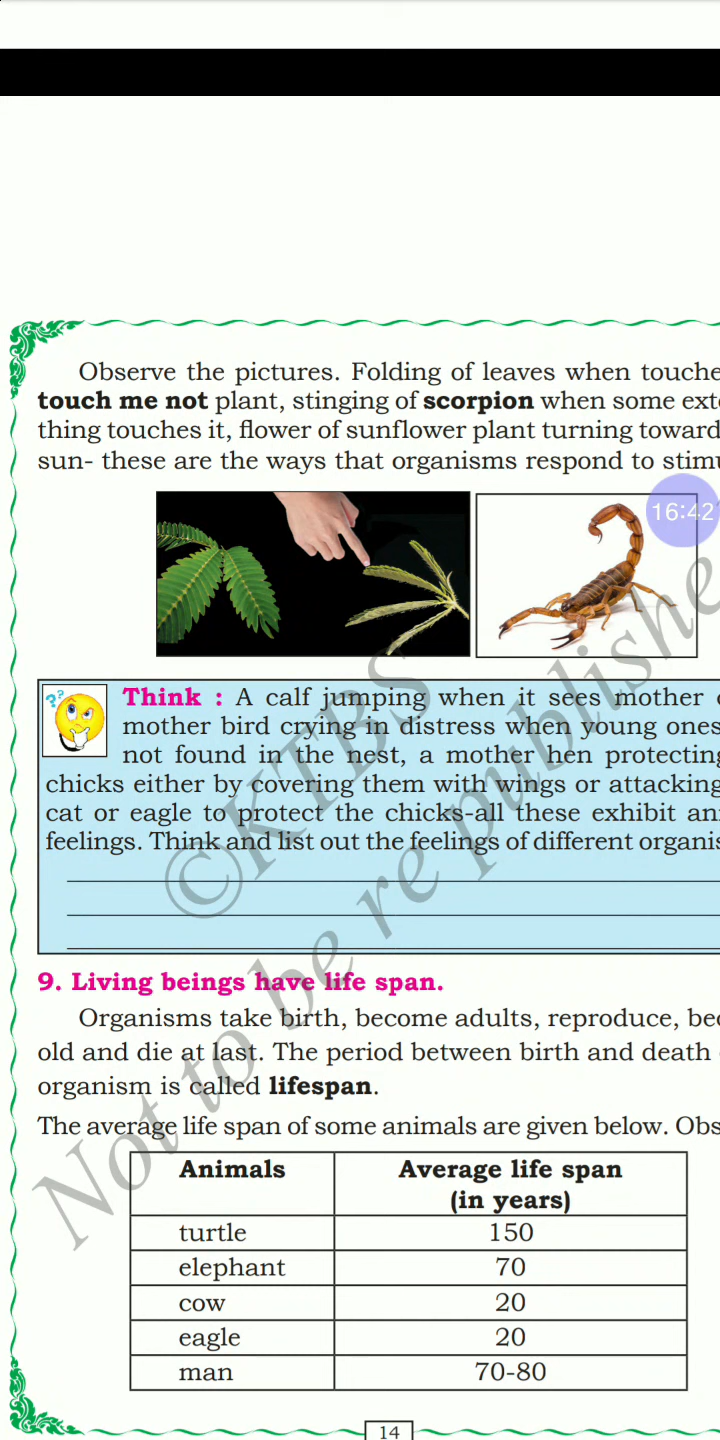 Observe the pictures. Folding of leaves when touche
touch me not plant, stinging of scorpion when some ext
thing touches it, flower of sunflower plant turning toward
sun- these are the ways that organisms respond to stimu
16:42
??
Think : A calf jumping when it sees mother c
mother bird crying in distress when young ones
not found in the nest, a mother hen protecting
chicks either by covering them with wings or attacking
cat or eagle to protect the chicks-all these exhibit an
feelings. Think and list out the feelings of different organis
9. Living beings have life span.
Organisms take birth, become adults, reproduce, bec
old and die at last. The period between birth and death
organism is called lifespan.
The average life span of some animals are given below. Obs
Animals Average life span
(in years)
turtle 150
elephant 70
cow 20
eagle 20
man 70-80
14
©KTBS
Not to be re publishe